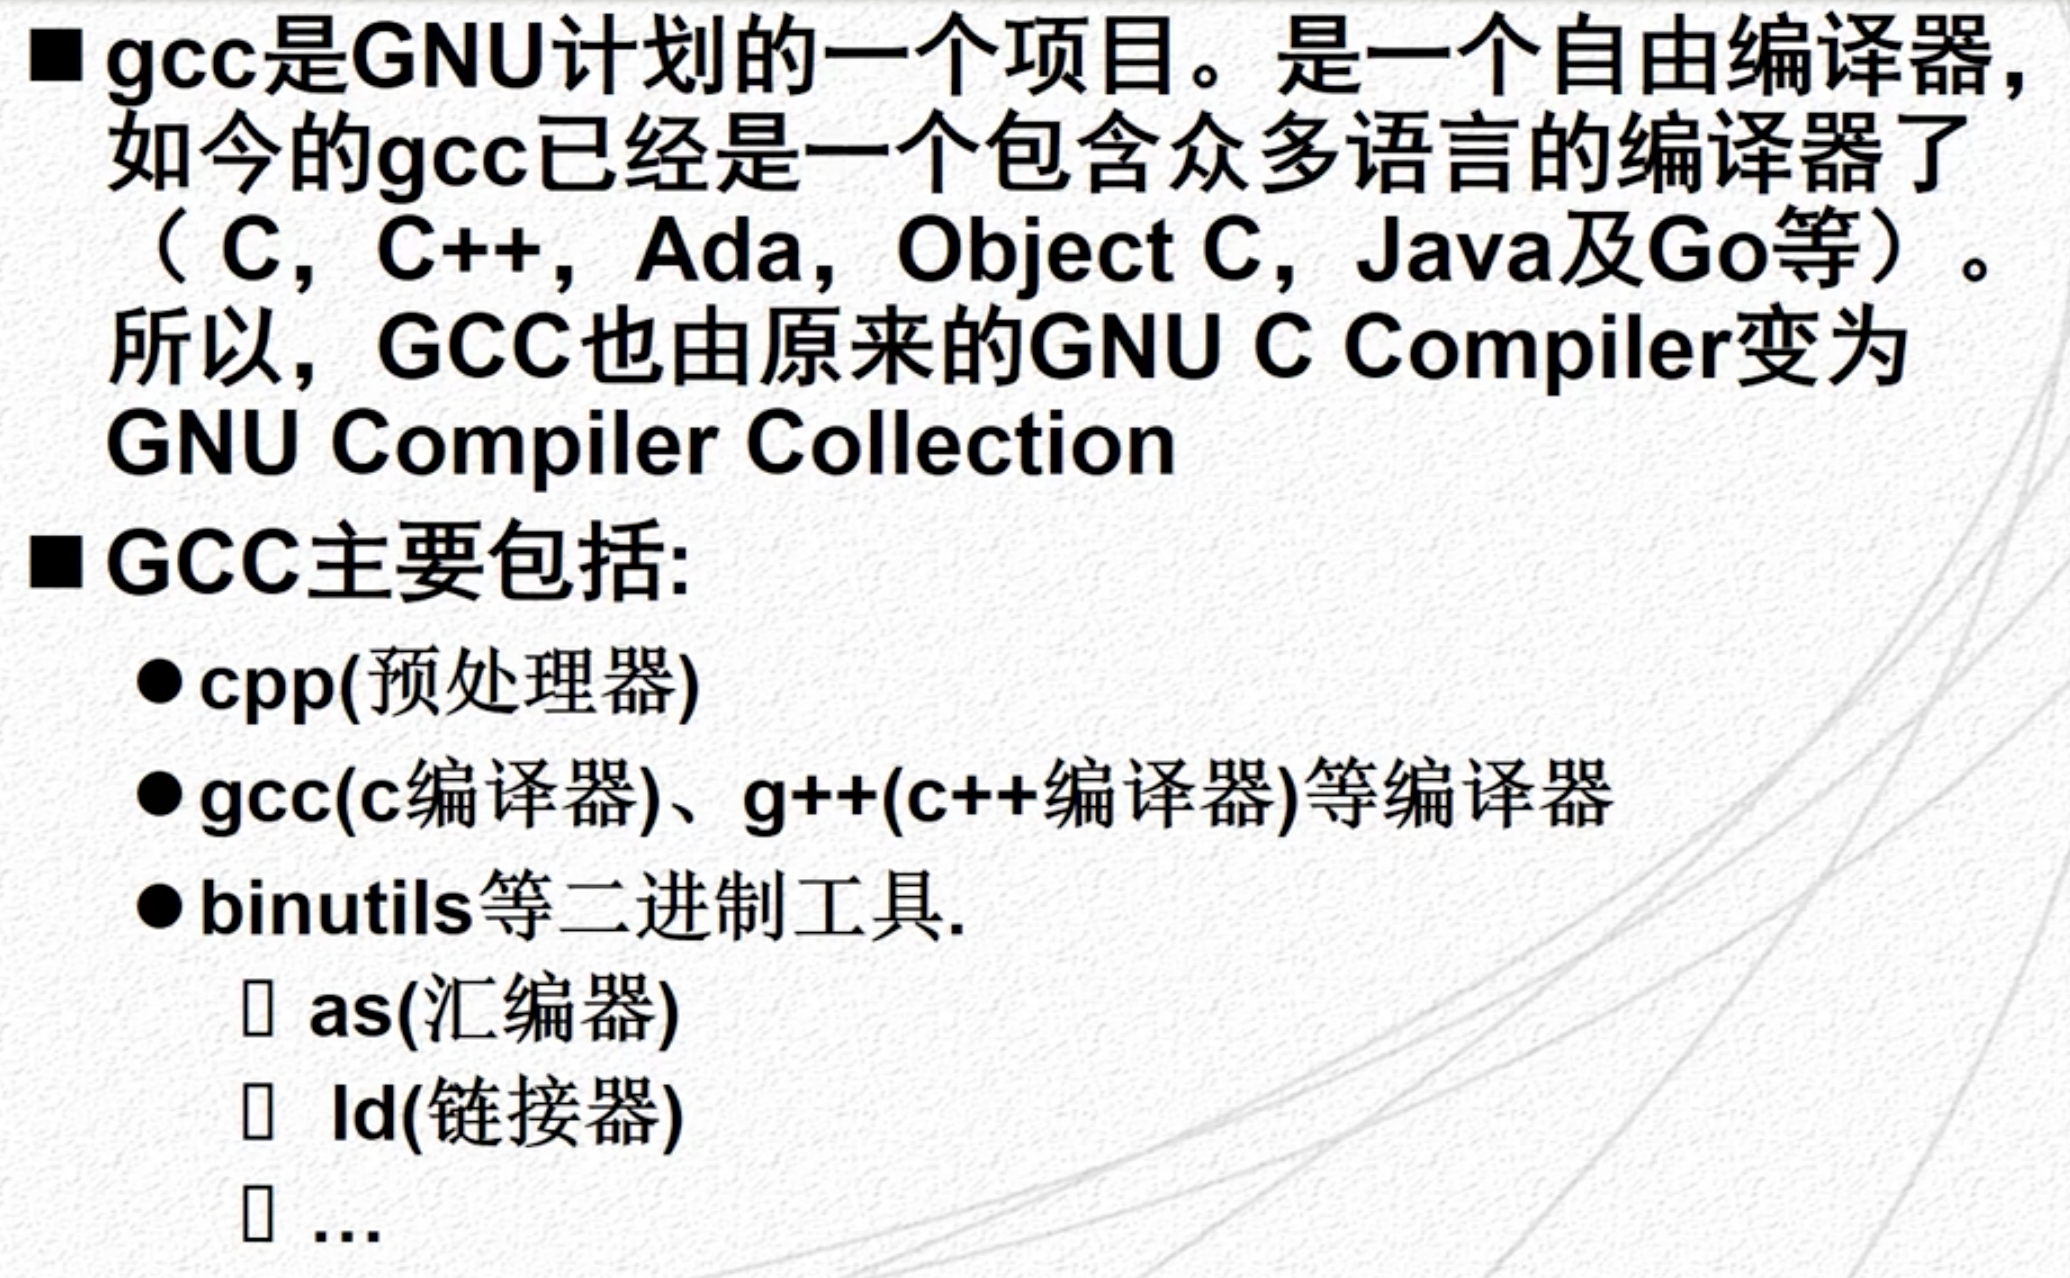 ■ gcc是GNU计划的一个项目。是一个自由编译器，
如今的gcc已经是一个包含众多语言的编译器了
（ C，C++，Ada，Object C，Java及Go等）。
所以，GCC也由原来的GNU C Compiler变为
GNU Compiler Collection
■ GCC主要包括:
● cpp(预处理器)
● gcc(c编译器)、g++(c++编译器)等编译器
● binutils等二进制工具.
▯ as(汇编器)
▯ ld(链接器)
▯ …